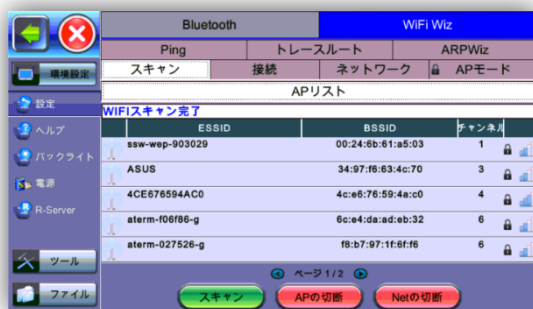 Bluetooth WiFi Wiz
Ping トレースルート ARPWiz
環境設定 スキャン 接続 ネットワーク APモード
APリスト
設定
WIFIスキャン完了
ESSID BSSID チャンネル
ヘルプ
ssw-wep-903029 00:24:6b:61:a5:03 1
バックライト
ASUS 34:97:f6:63:4c:70 3
電源
4CE676594AC0 4c:e6:76:59:4a:c0 4
R-Server
aterm-f06f86-g 6c:e4:da:ad:eb:32 6
aterm-027526-g f8:b7:97:1f:6f:f6 6
ツール
ページ 1/2
ファイル
スキャン APの切断 Netの切断